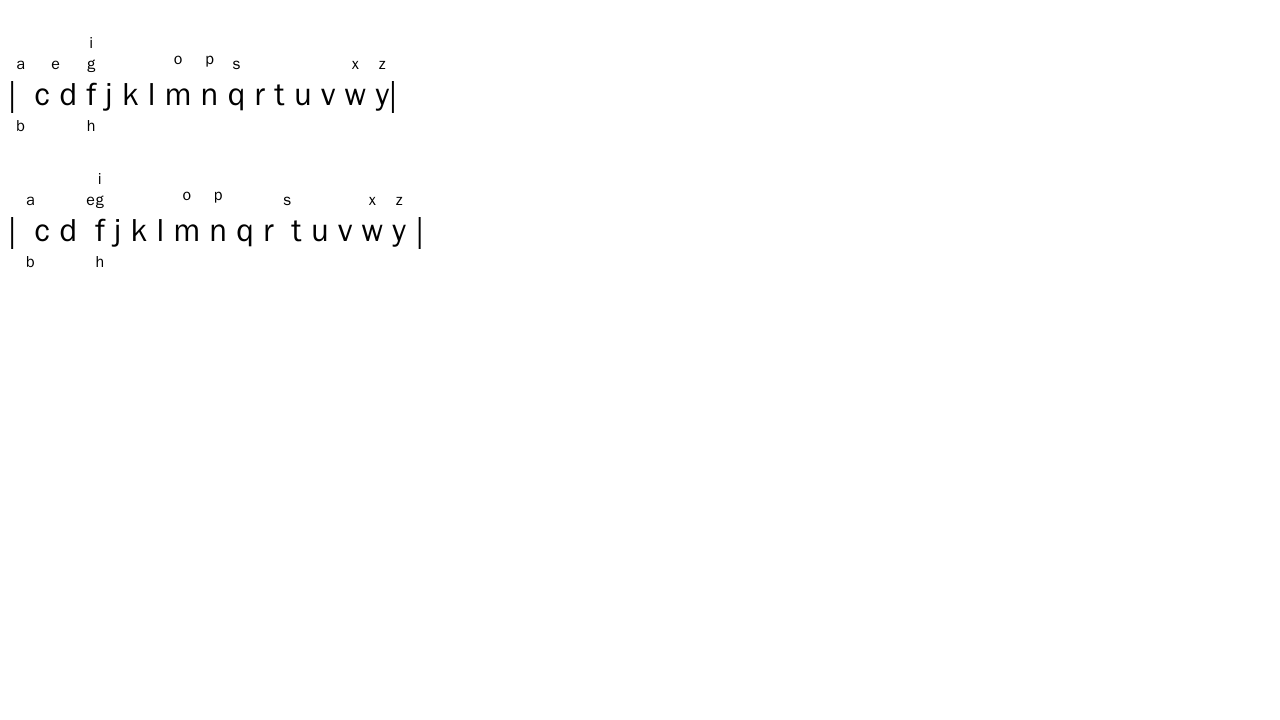 i
a e g o p s x z
| c d f j k l m n q r t u v w y|
b h
i
a eg o p s x z
| c d f j k l m n q r t u v w y |
b h